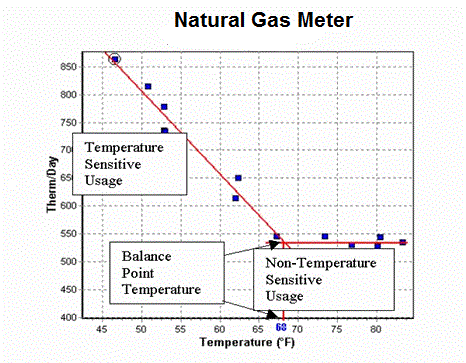 Natural Gas Meter
850
800
750
700
650
600
550
500
450
400
Therm/Day
Temperature
Sensitive
Usage
Balance
Point
Temperature
Non-Temperature
Sensitive
Usage
45 50 55 60 65 68 70 75 80
Temperature (°F)